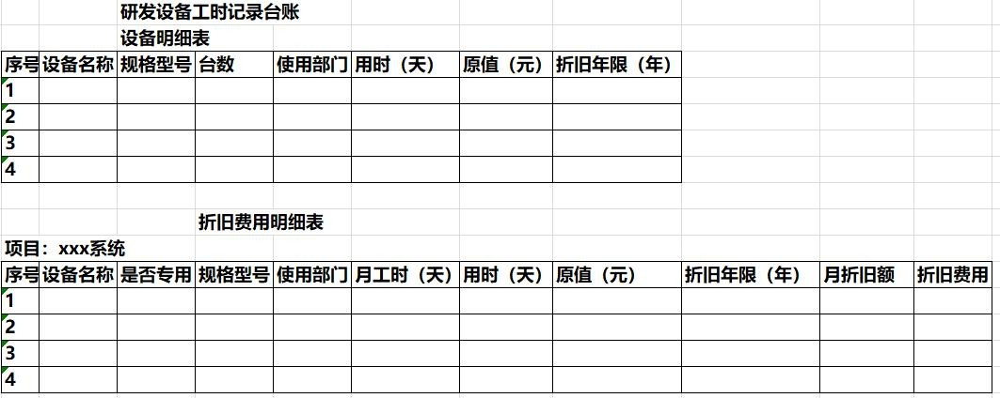 研发设备工时记录台账
设备明细表
序号 设备名称 规格型号 台数 使用部门 用时（天） 原值（元） 折旧年限（年）
1
2
3
4
折旧费用明细表
项目：xxx系统
序号 设备名称 是否专用 规格型号 使用部门 月工时（天） 用时（天） 原值（元） 折旧年限（年） 月折旧额 折旧费用
1
2
3
4